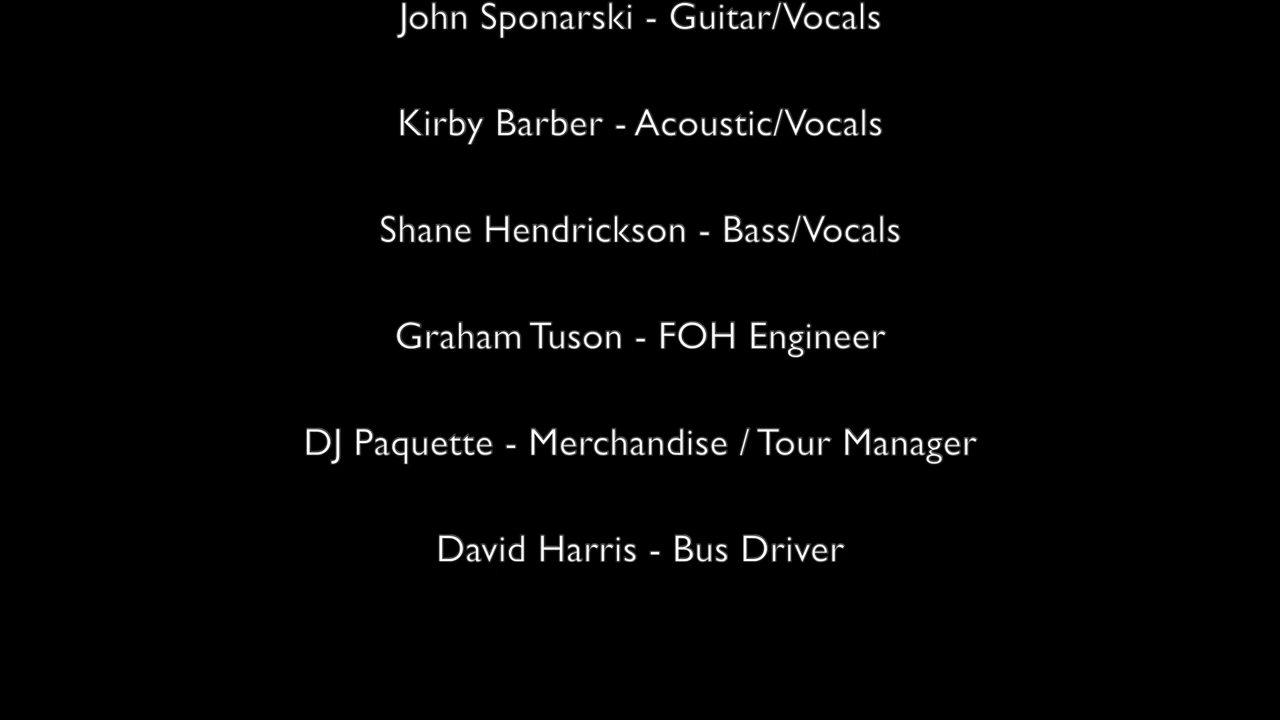 John Sponarski - Guitar/Vocals
Kirby Barber - Acoustic/Vocals
Shane Hendrickson - Bass/Vocals
Graham Tuson - FOH Engineer
DJ Paquette - Merchandise / Tour Manager
David Harris - Bus Driver